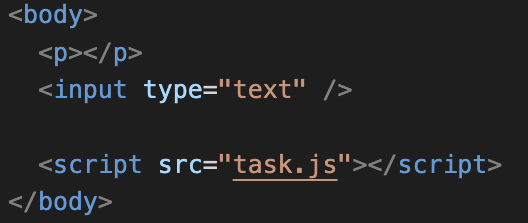 <body>
<p></p>
<input type="text" />
<script src="task.js"></script>
</body>